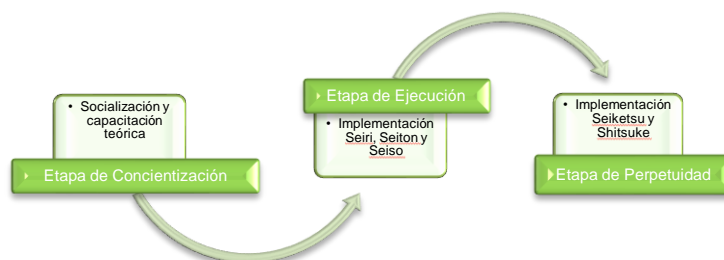 • Socialización y
capacitación
teórica
Etapa de Concientización
Etapa de Ejecución
• Implementación
Seiri, Seiton y
Seiso
• Implementación
Seiketsu y
Shitsuke
Etapa de Perpetuidad